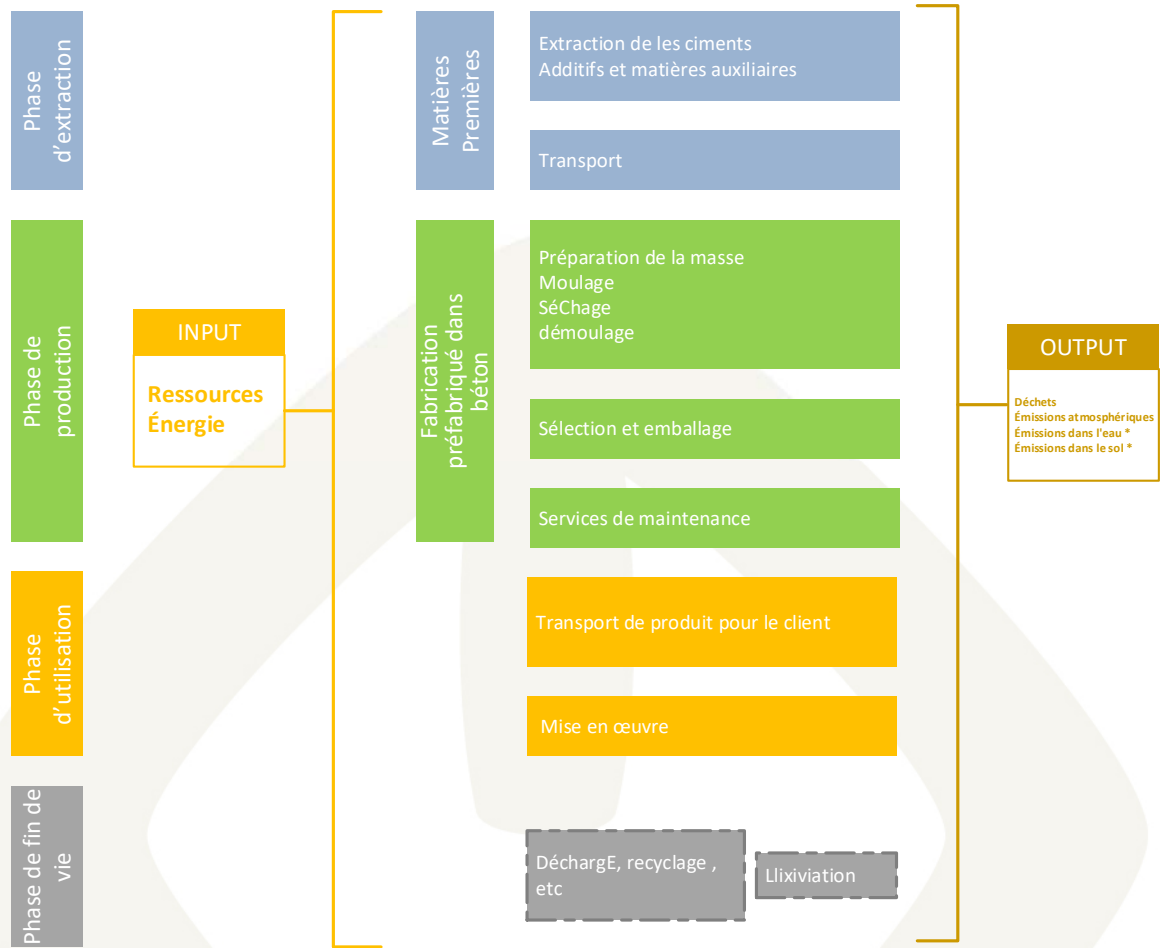 Phase
d’extraction
Matières
Premières
Extraction de les ciments
Additifs et matières auxiliaires
Transport
Phase de
production
INPUT
Ressources
Énergie
Fabrication
préfabriqué dans
béton
Préparation de la masse
Moulage
SéChage
démoulage
Sélection et emballage
Services de maintenance
OUTPUT
Déchets
Émissions atmosphériques
Émissions dans l’eau *
Émissions dans le sol *
Phase
d’utilisation
Transport de produit pour le client
Mise en œuvre
Phase de fin de
vie
DéchargE, recyclage ,
etc
Llixiviation